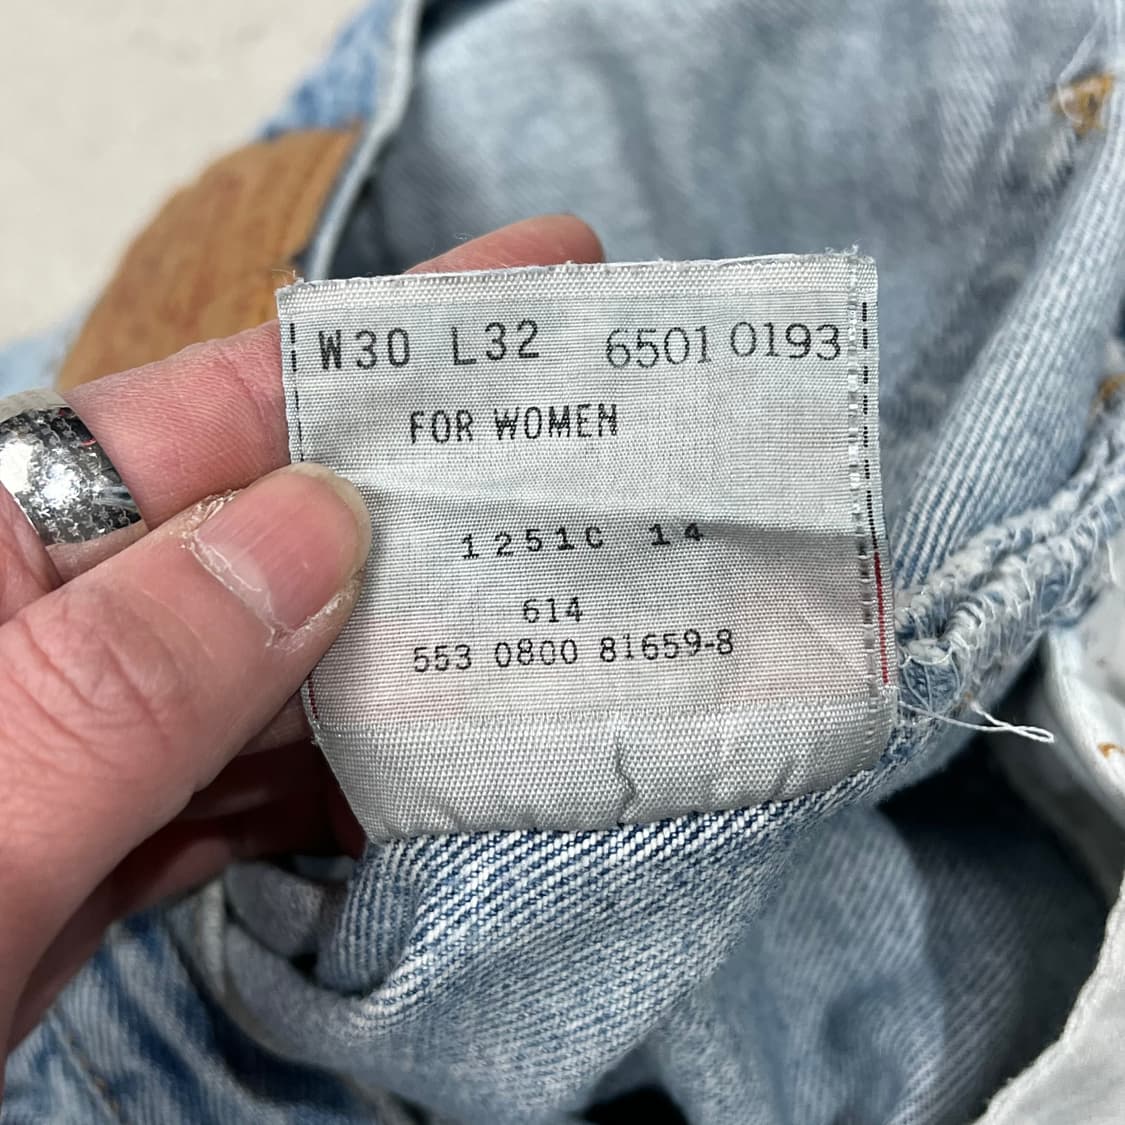 W30 L32 6501 0193
FOR WOMEN
1251C 14
614
553 0800 81659-8